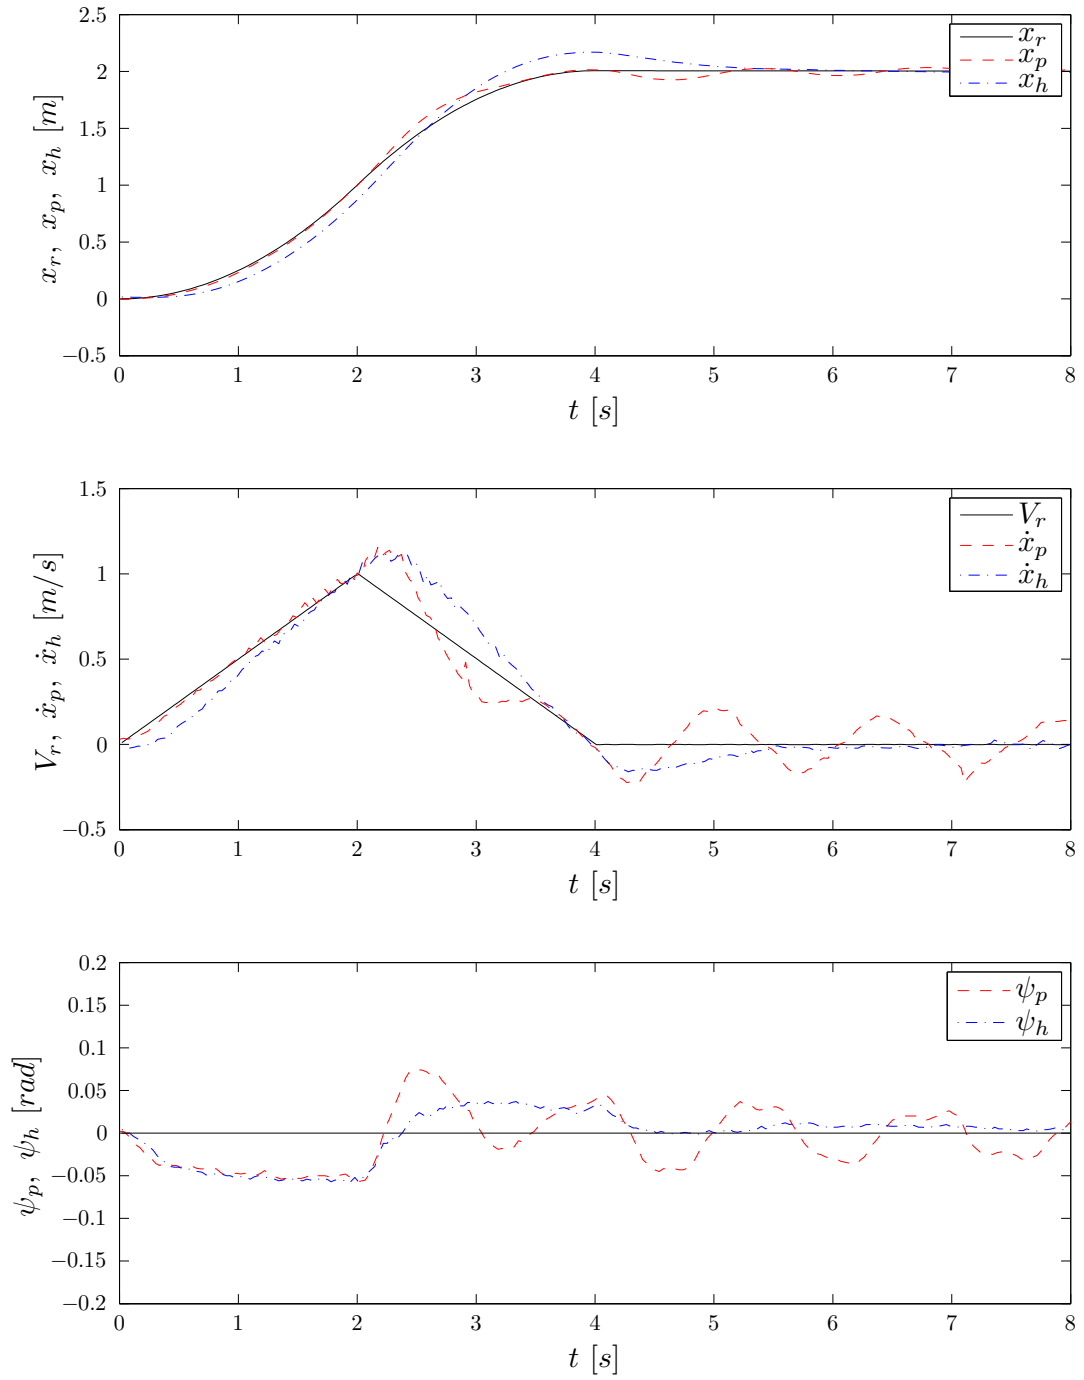 2.5
2
1.5
1
0.5
0
−0.5
x_r, x_p, x_h [m]
x_r
x_p
x_h
0 1 2 3 4 5 6 7 8
t [s]
1.5
1
0.5
0
−0.5
V_r, ẋ_p, ẋ_h [m/s]
V_r
ẋ_p
ẋ_h
0 1 2 3 4 5 6 7 8
t [s]
0.2
0.15
0.1
0.05
0
−0.05
−0.1
−0.15
−0.2
ψ_p, ψ_h [rad]
ψ_p
ψ_h
0 1 2 3 4 5 6 7 8
t [s]